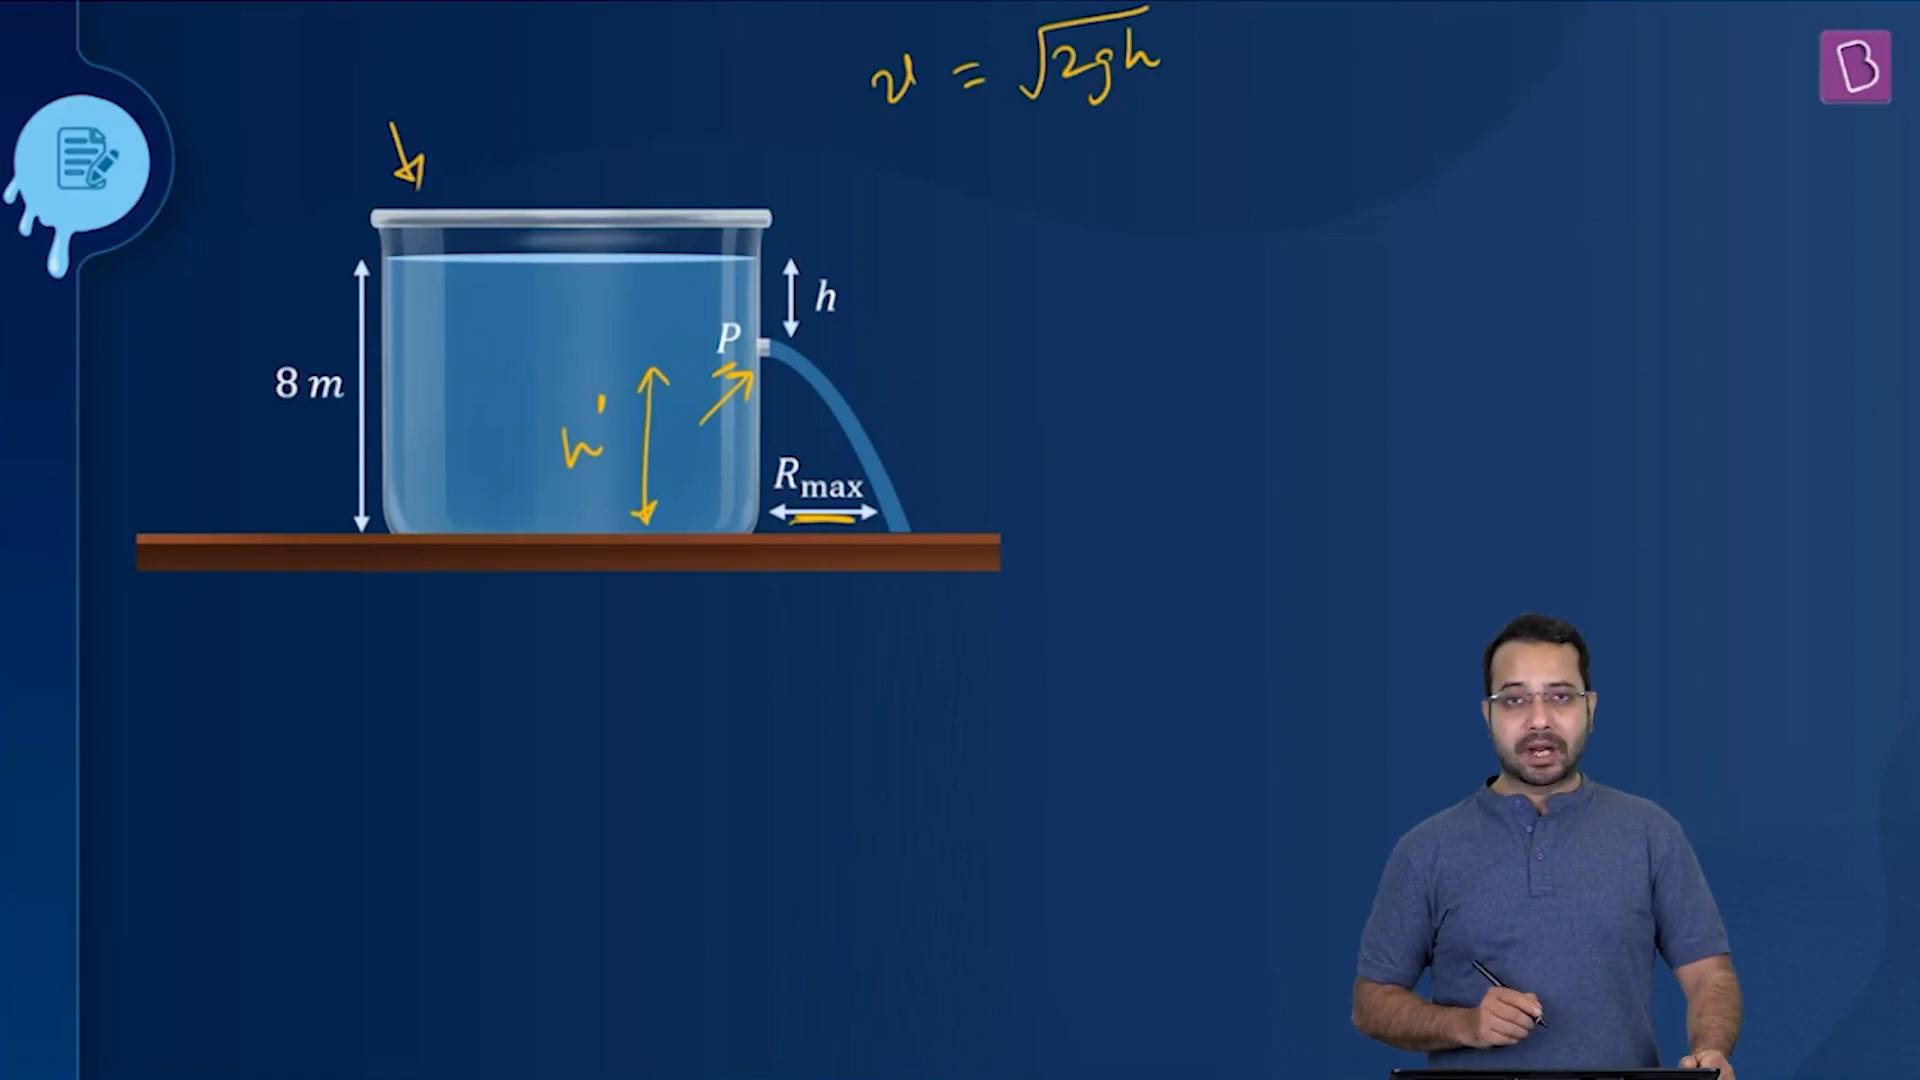 v = √2gh
h
P
8 m
h'
Rmax